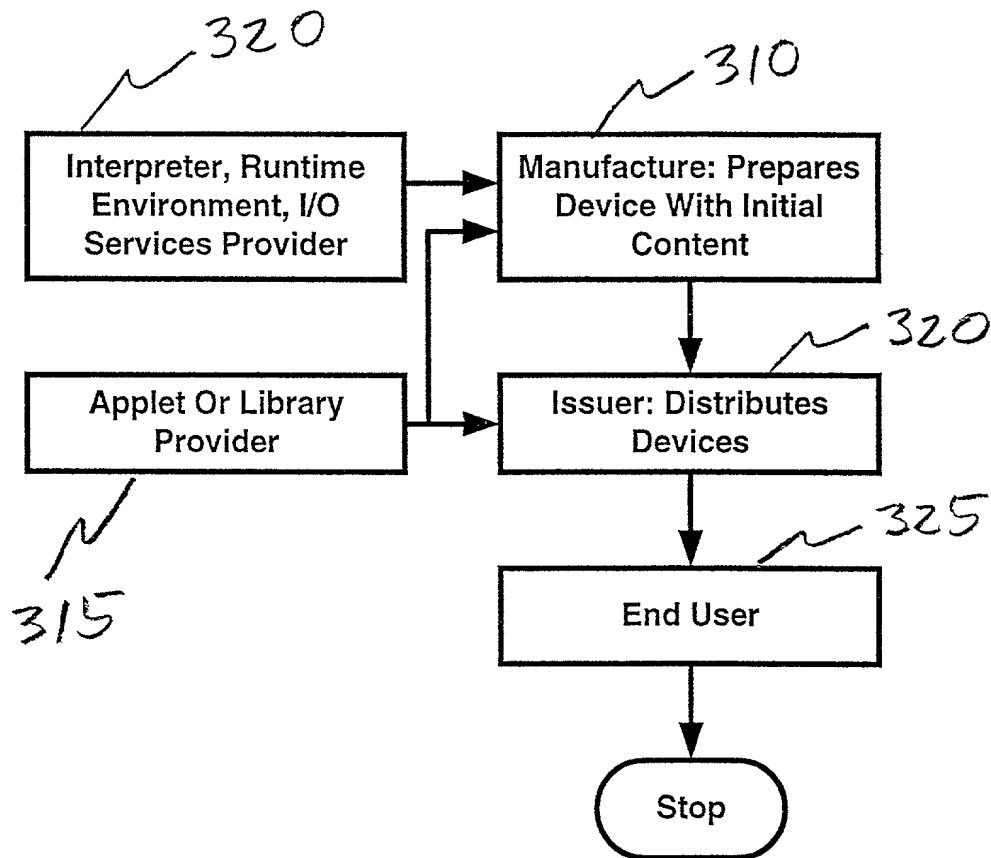 320
310
Interpreter, Runtime
Environment, I/O
Services Provider
Manufacture: Prepares
Device With Initial
Content
320
Applet Or Library
Provider
Issuer: Distributes
Devices
325
315
End User
Stop